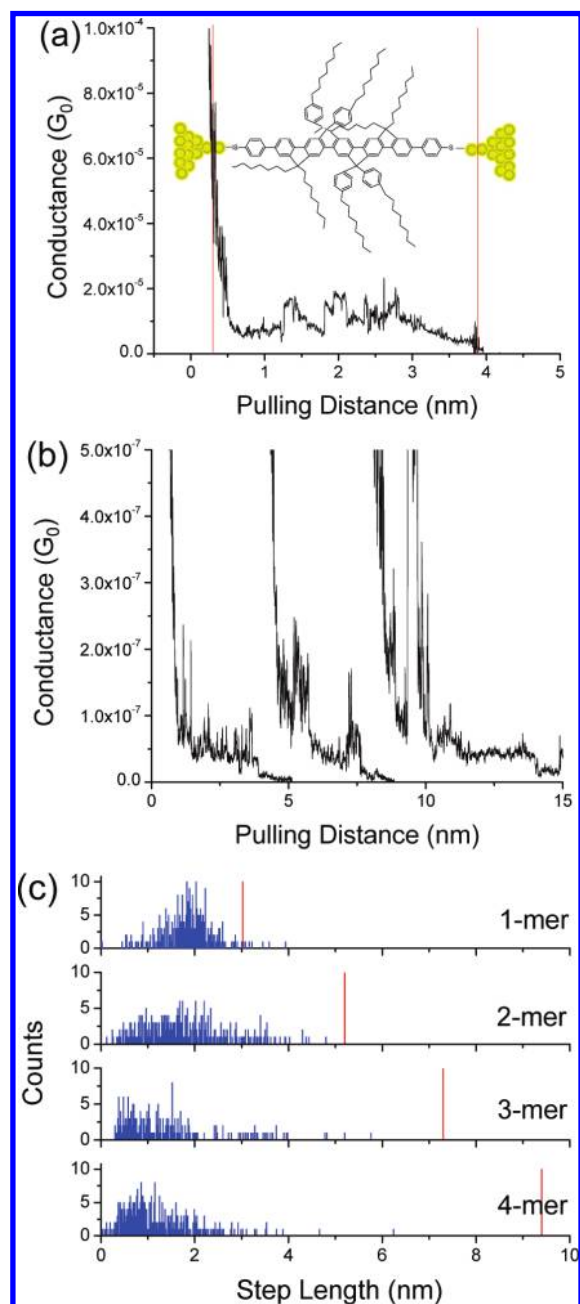 (a)
Conductance (G₀)
1.0x10⁻⁴
8.0x10⁻⁵
6.0x10⁻⁵
4.0x10⁻⁵
2.0x10⁻⁵
0.0
0 1 2 3 4 5
Pulling Distance (nm)
(b)
Conductance (G₀)
5.0x10⁻⁷
4.0x10⁻⁷
3.0x10⁻⁷
2.0x10⁻⁷
1.0x10⁻⁷
0.0
0 5 10 15
Pulling Distance (nm)
(c)
Counts
10
5
0
1-mer
10
5
0
2-mer
10
5
0
3-mer
10
5
0
4-mer
0 2 4 6 8 10
Step Length (nm)